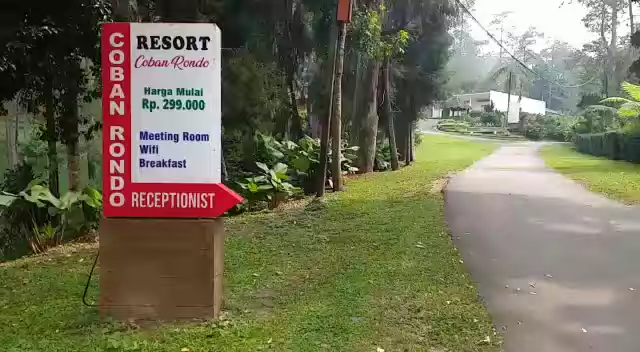 COBAN RONDO
RESORT
Coban Rondo
Harga Mulai
Rp. 299.000
Meeting Room
Wifi
Breakfast
RECEPTIONIST